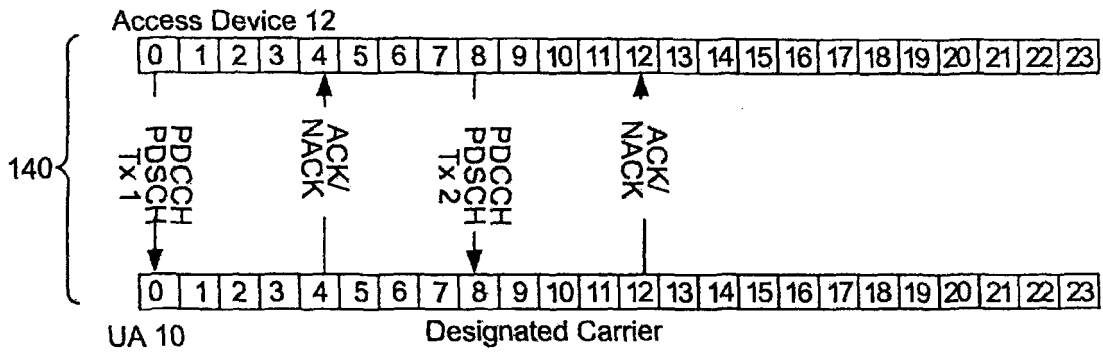 Access Device 12
0 1 2 3 4 5 6 7 8 9 10 11 12 13 14 15 16 17 18 19 20 21 22 23
140
PDCCH
PDSCH
Tx 1
ACK/
NACK
PDCCH
PDSCH
Tx 2
ACK/
NACK
0 1 2 3 4 5 6 7 8 9 10 11 12 13 14 15 16 17 18 19 20 21 22 23
UA 10
Designated Carrier